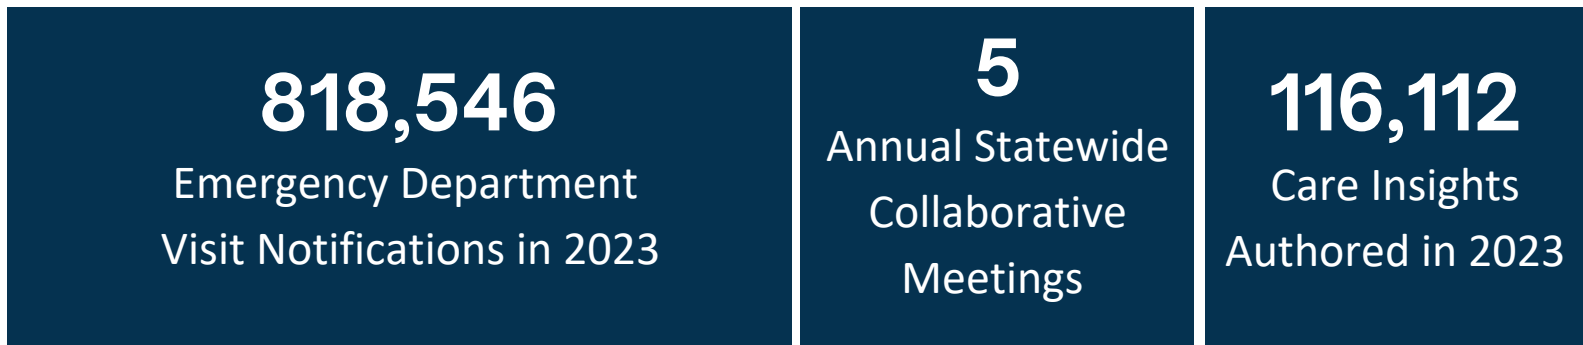 818,546
Emergency Department
Visit Notifications in 2023
5
Annual Statewide
Collaborative
Meetings
116,112
Care Insights
Authored in 2023